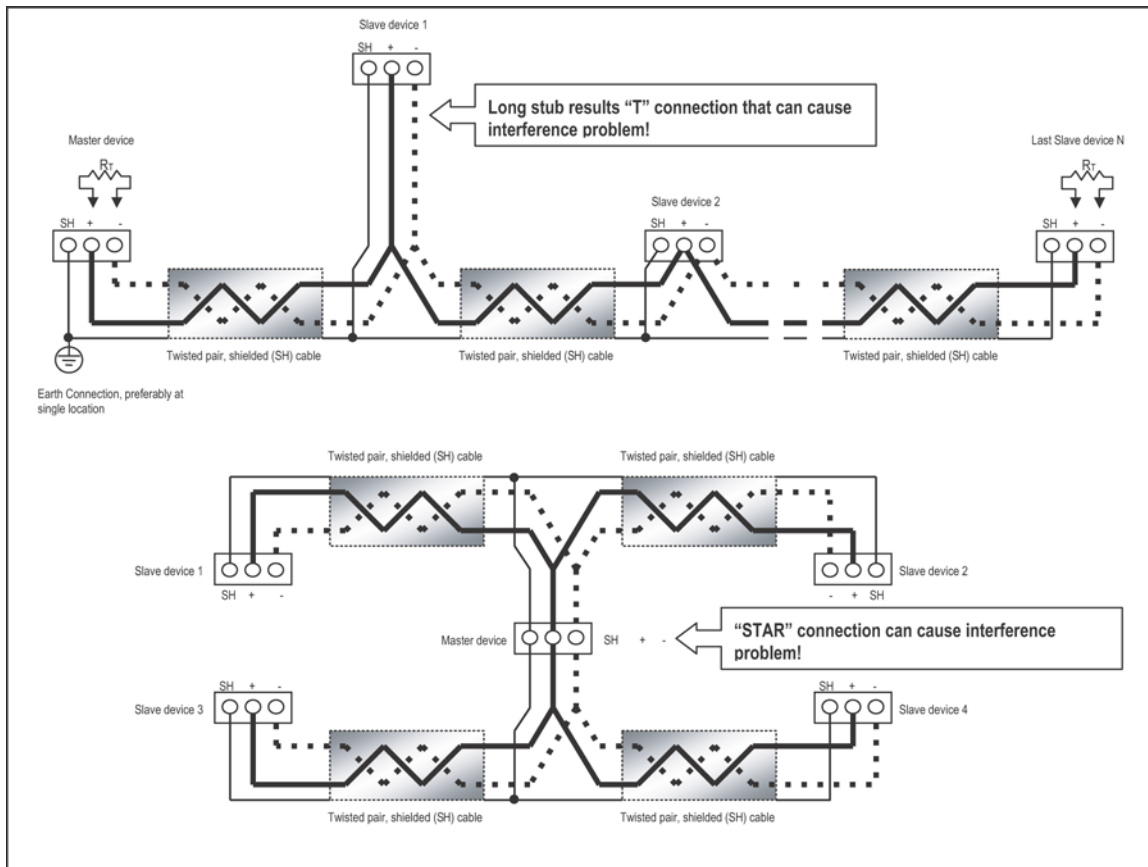 Slave device 1
SH + -
Long stub results “T” connection that can cause
interference problem!
Master device
RT
SH + -
Last Slave device N
RT
SH + -
Slave device 2
SH + -
Twisted pair, shielded (SH) cable
Twisted pair, shielded (SH) cable
Twisted pair, shielded (SH) cable
Earth Connection, preferably at
single location
Twisted pair, shielded (SH) cable
Twisted pair, shielded (SH) cable
Slave device 1
SH + -
Slave device 2
- + SH
Master device
SH + -
“STAR” connection can cause interference
problem!
Slave device 3
SH + -
Slave device 4
SH + -
Twisted pair, shielded (SH) cable
Twisted pair, shielded (SH) cable